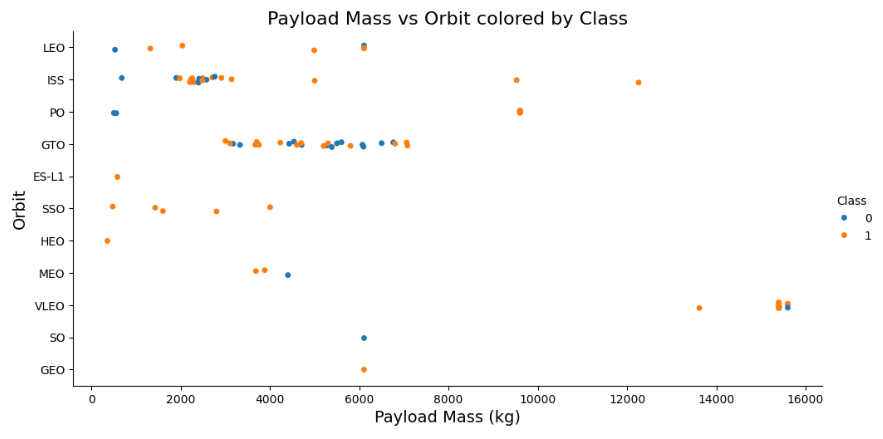 Payload Mass vs Orbit colored by Class
LEO
ISS
PO
GTO
ES-L1
SSO
HEO
MEO
VLEO
SO
GEO
Orbit
0 2000 4000 6000 8000 10000 12000 14000 16000
Payload Mass (kg)
Class
0
1